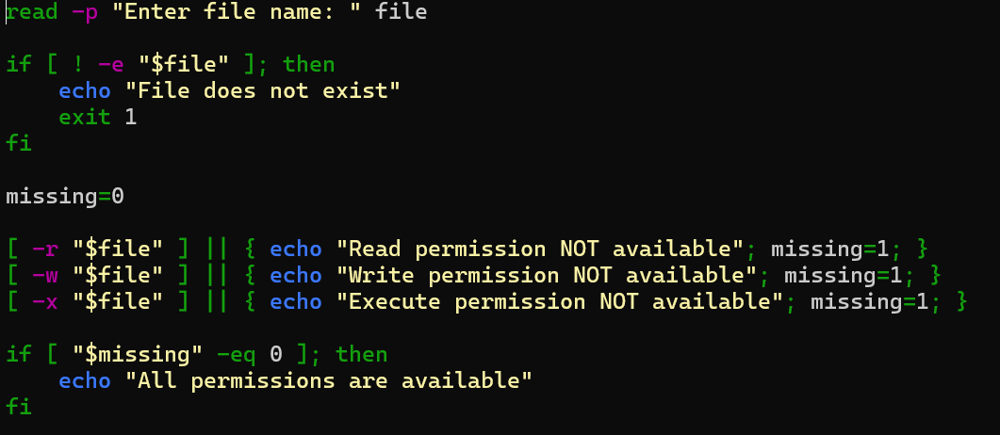 read -p "Enter file name: " file

if [ ! -e "$file" ]; then
    echo "File does not exist"
    exit 1
fi

missing=0

[ -r "$file" ] || { echo "Read permission NOT available"; missing=1; }
[ -w "$file" ] || { echo "Write permission NOT available"; missing=1; }
[ -x "$file" ] || { echo "Execute permission NOT available"; missing=1; }

if [ "$missing" -eq 0 ]; then
    echo "All permissions are available"
fi